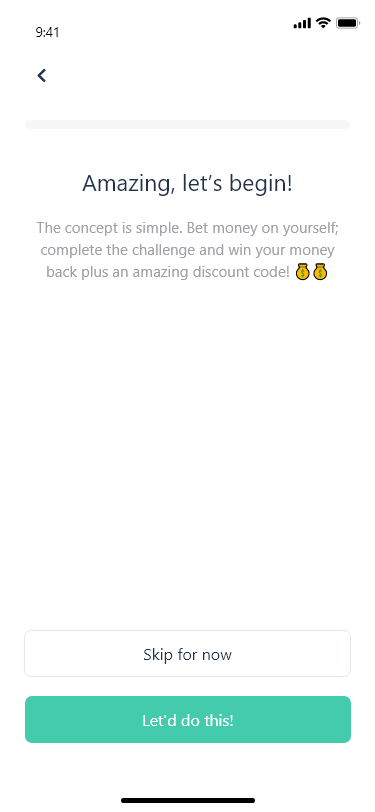 9:41
Amazing, let’s begin!
The concept is simple. Bet money on yourself;
complete the challenge and win your money
back plus an amazing discount code! 💰💰
Skip for now
Let'd do this!